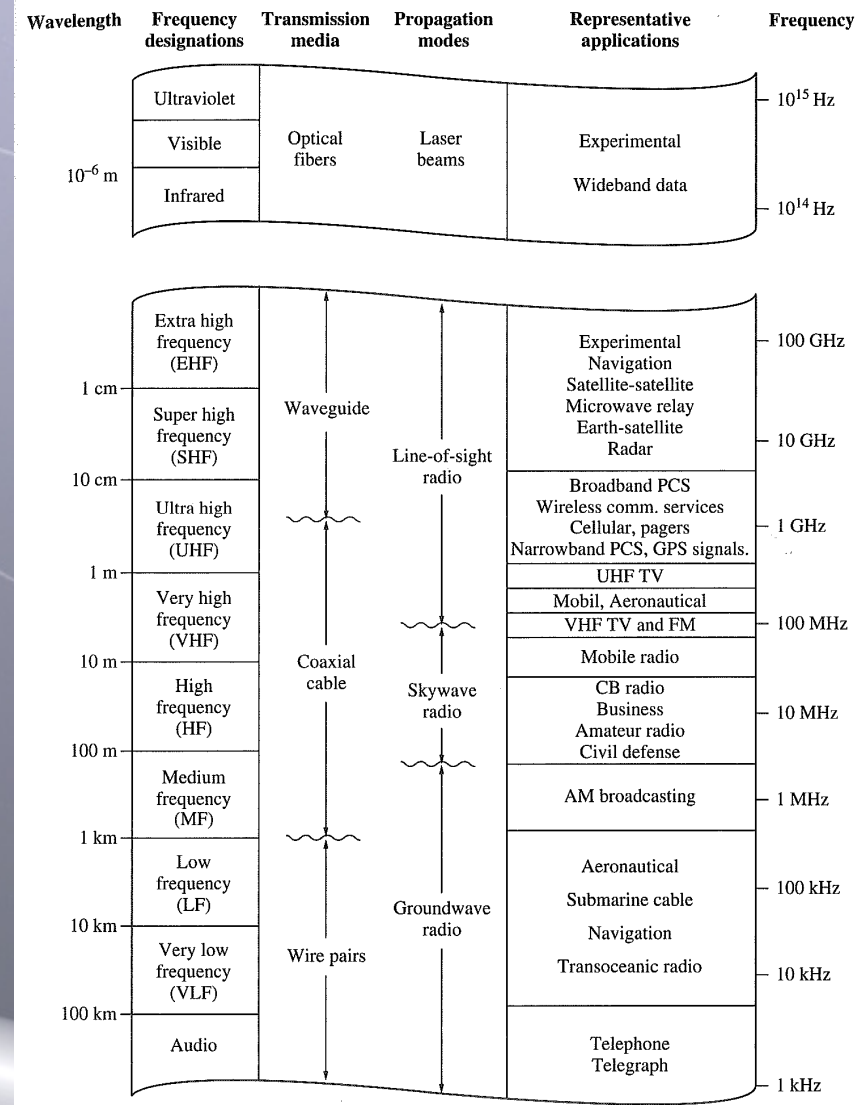 Wavelength Frequency designations Transmission media Propagation modes Representative applications Frequency
Ultraviolet
Visible
Infrared
10⁻⁶ m
Optical
fibers
Laser
beams
Experimental
Wideband data
10¹⁵ Hz
10¹⁴ Hz
Extra high
frequency
(EHF)
1 cm
Super high
frequency
(SHF)
10 cm
Ultra high
frequency
(UHF)
1 m
Very high
frequency
(VHF)
10 m
High
frequency
(HF)
100 m
Medium
frequency
(MF)
1 km
Low
frequency
(LF)
10 km
Very low
frequency
(VLF)
100 km
Audio
Waveguide
Coaxial
cable
Wire pairs
Line-of-sight
radio
Skywave
radio
Groundwave
radio
Experimental
Navigation
Satellite-satellite
Microwave relay
Earth-satellite
Radar
Broadband PCS
Wireless comm. services
Cellular, pagers
Narrowband PCS, GPS signals.
UHF TV
Mobil, Aeronautical
VHF TV and FM
Mobile radio
CB radio
Business
Amateur radio
Civil defense
AM broadcasting
Aeronautical
Submarine cable
Navigation
Transoceanic radio
Telephone
Telegraph
100 GHz
10 GHz
1 GHz
100 MHz
10 MHz
1 MHz
100 kHz
10 kHz
1 kHz